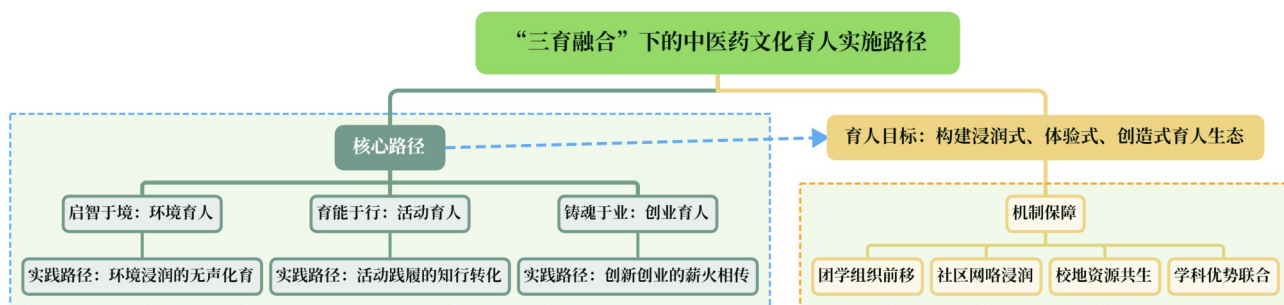 “三育融合”下的中医药文化育人实施路径
核心路径
育人目标：构建浸润式、体验式、创造式育人生态
启智于境：环境育人
育能于行：活动育人
铸魂于业：创业育人
机制保障
实践路径：环境浸润的无声化育
实践路径：活动践履的知行转化
实践路径：创新创业的薪火相传
团学组织前移
社区网咯浸润
校地资源共生
学科优势联合